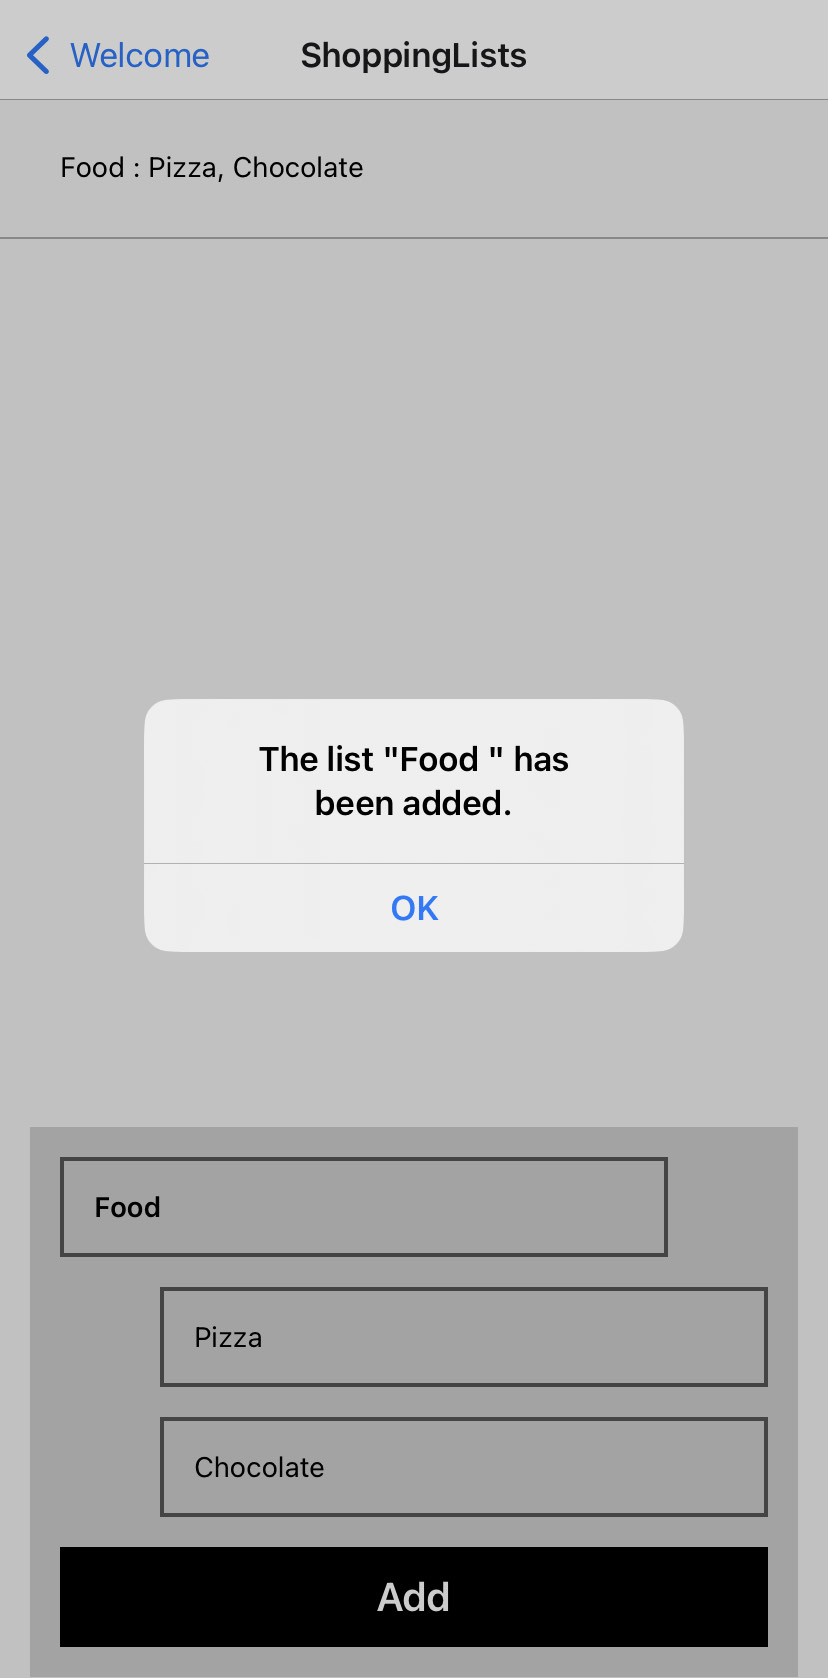 Welcome ShoppingLists
Food : Pizza, Chocolate
The list "Food " has
been added.
OK
Food
Pizza
Chocolate
Add